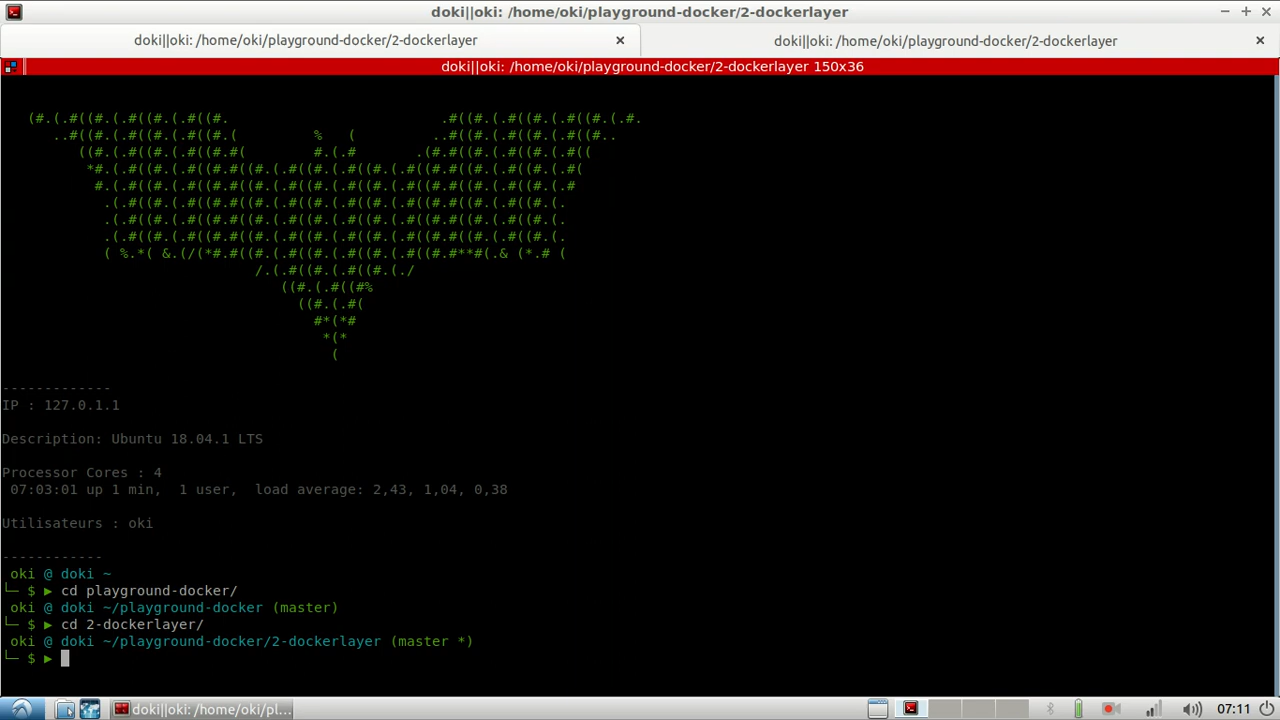 doki||oki: /home/oki/playground-docker/2-dockerlayer
doki||oki: /home/oki/playground-docker/2-dockerlayer
doki||oki: /home/oki/playground-docker/2-dockerlayer
doki||oki: /home/oki/playground-docker/2-dockerlayer 150x36
-------------
IP : 127.0.1.1
Description: Ubuntu 18.04.1 LTS
Processor Cores : 4
07:03:01 up 1 min, 1 user, load average: 2,43, 1,04, 0,38
Utilisateurs : oki
------------
oki @ doki ~
└─ $ ▶ cd playground-docker/
oki @ doki ~/playground-docker (master)
└─ $ ▶ cd 2-dockerlayer/
oki @ doki ~/playground-docker/2-dockerlayer (master *)
└─ $ ▶
doki||oki: /home/oki/pl...
07:11